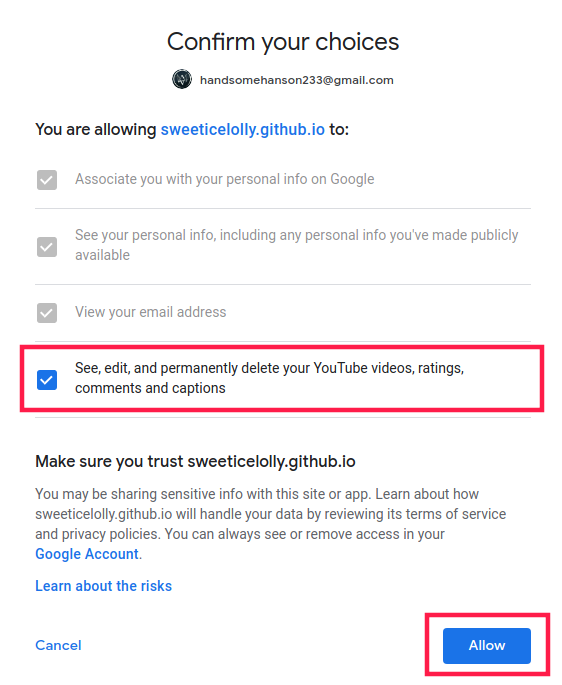 Confirm your choices
handsomehanson233@gmail.com
You are allowing sweeticelolly.github.io to:
Associate you with your personal info on Google
See your personal info, including any personal info you've made publicly
available
View your email address
See, edit, and permanently delete your YouTube videos, ratings,
comments and captions
Make sure you trust sweeticelolly.github.io
You may be sharing sensitive info with this site or app. Learn about how
sweeticelolly.github.io will handle your data by reviewing its terms of service
and privacy policies. You can always see or remove access in your
Google Account.
Learn about the risks
Cancel
Allow